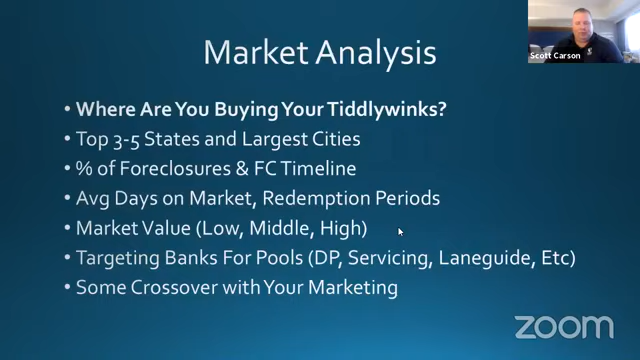 Market Analysis
Scott Carson
• Where Are You Buying Your Tiddlywinks?
• Top 3-5 States and Largest Cities
• % of Foreclosures & FC Timeline
• Avg Days on Market, Redemption Periods
• Market Value (Low, Middle, High)
• Targeting Banks For Pools (DP, Servicing, Laneguide, Etc)
• Some Crossover with Your Marketing
zoom